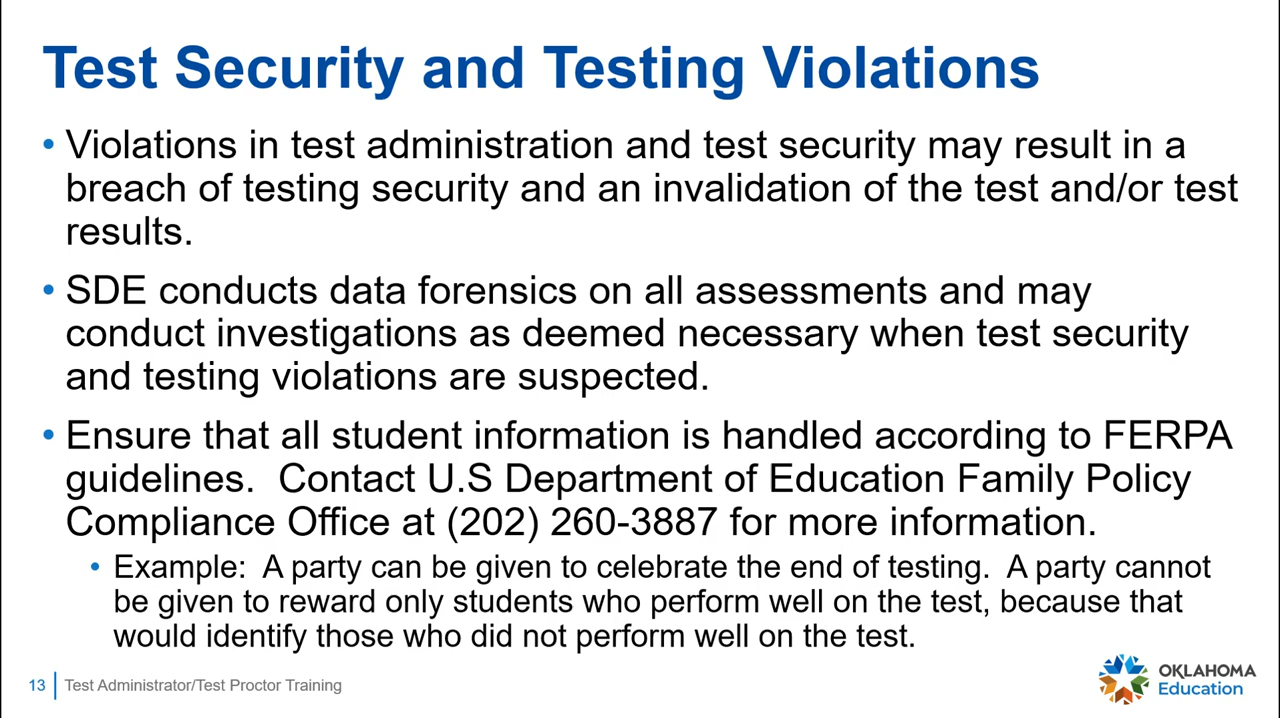 Test Security and Testing Violations
• Violations in test administration and test security may result in a
breach of testing security and an invalidation of the test and/or test
results.
• SDE conducts data forensics on all assessments and may
conduct investigations as deemed necessary when test security
and testing violations are suspected.
• Ensure that all student information is handled according to FERPA
guidelines.  Contact U.S Department of Education Family Policy
Compliance Office at (202) 260-3887 for more information.
• Example:  A party can be given to celebrate the end of testing.  A party cannot
be given to reward only students who perform well on the test, because that
would identify those who did not perform well on the test.
13 Test Administrator/Test Proctor Training
OKLAHOMA
Education